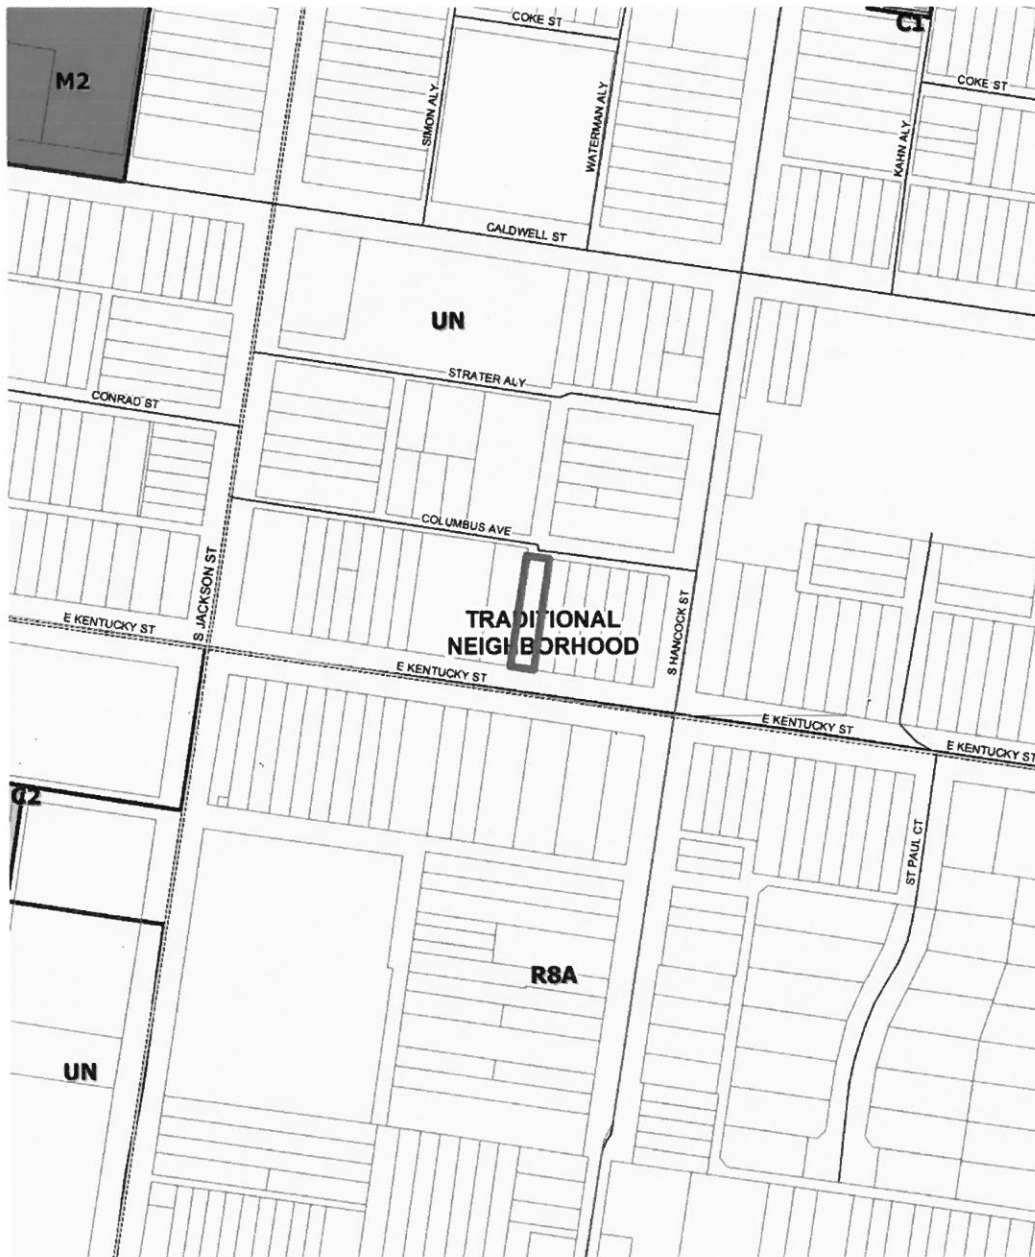 COKE ST
C1
M2
COKE ST
SIMON ALY
WATERMAN ALY
KAHN ALY
CALDWELL ST
UN
STRATER ALY
CONRAD ST
COLUMBUS AVE
S JACKSON ST
TRADITIONAL
NEIGHBORHOOD
S HANCOCK ST
E KENTUCKY ST
E KENTUCKY ST
E KENTUCKY ST
E KENTUCKY ST
C2
ST PAUL CT
R8A
UN